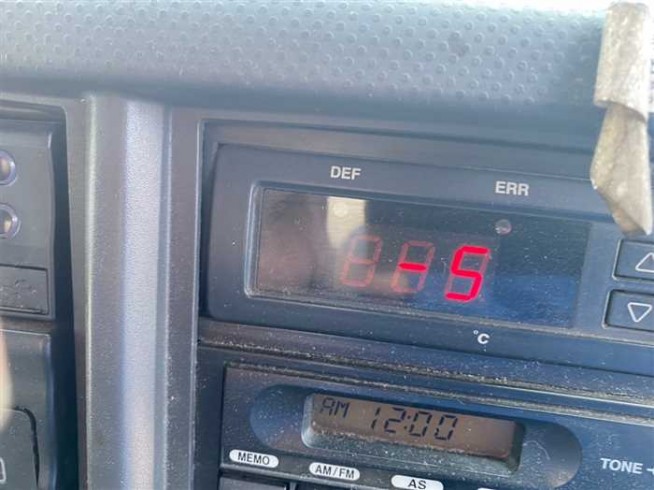 DEF ERR
-5
°C
AM 12:00
MEMO AM/FM AS TONE